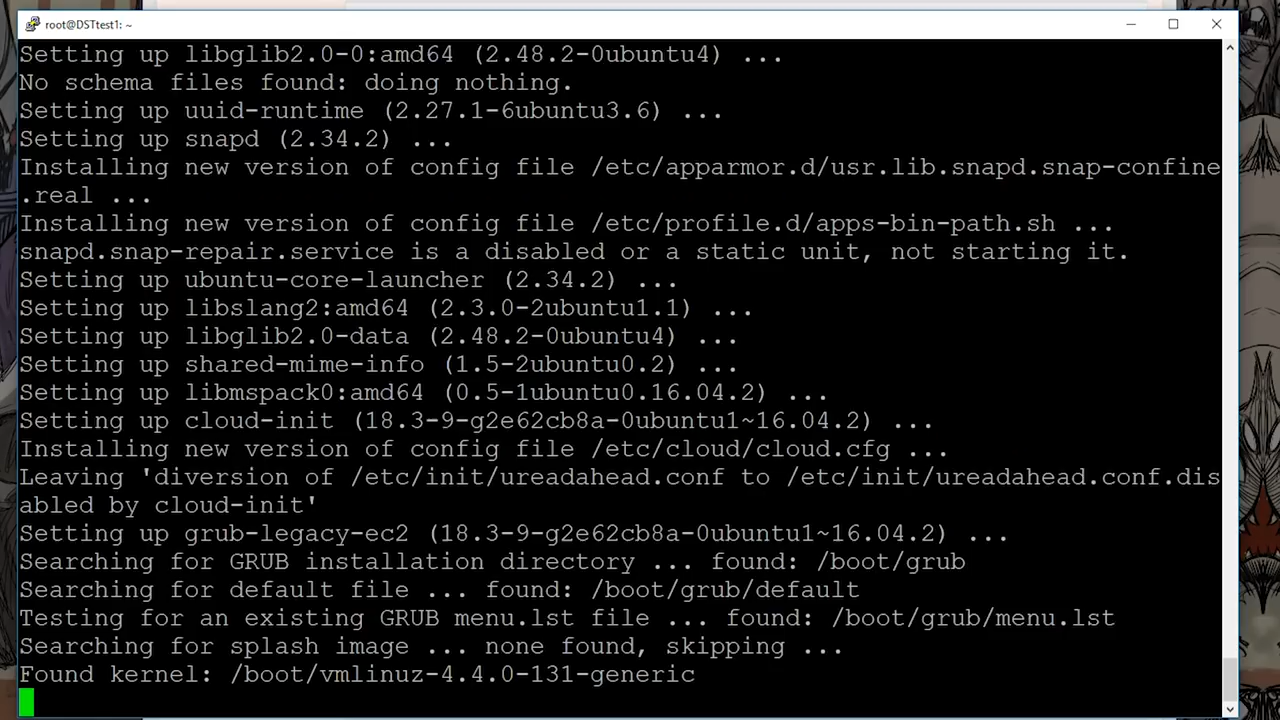 root@DSTtest1: ~
Setting up libglib2.0-0:amd64 (2.48.2-0ubuntu4) ...
No schema files found: doing nothing.
Setting up uuid-runtime (2.27.1-6ubuntu3.6) ...
Setting up snapd (2.34.2) ...
Installing new version of config file /etc/apparmor.d/usr.lib.snapd.snap-confine
.real ...
Installing new version of config file /etc/profile.d/apps-bin-path.sh ...
snapd.snap-repair.service is a disabled or a static unit, not starting it.
Setting up ubuntu-core-launcher (2.34.2) ...
Setting up libslang2:amd64 (2.3.0-2ubuntu1.1) ...
Setting up libglib2.0-data (2.48.2-0ubuntu4) ...
Setting up shared-mime-info (1.5-2ubuntu0.2) ...
Setting up libmspack0:amd64 (0.5-1ubuntu0.16.04.2) ...
Setting up cloud-init (18.3-9-g2e62cb8a-0ubuntu1~16.04.2) ...
Installing new version of config file /etc/cloud/cloud.cfg ...
Leaving 'diversion of /etc/init/ureadahead.conf to /etc/init/ureadahead.conf.dis
abled by cloud-init'
Setting up grub-legacy-ec2 (18.3-9-g2e62cb8a-0ubuntu1~16.04.2) ...
Searching for GRUB installation directory ... found: /boot/grub
Searching for default file ... found: /boot/grub/default
Testing for an existing GRUB menu.lst file ... found: /boot/grub/menu.lst
Searching for splash image ... none found, skipping ...
Found kernel: /boot/vmlinuz-4.4.0-131-generic